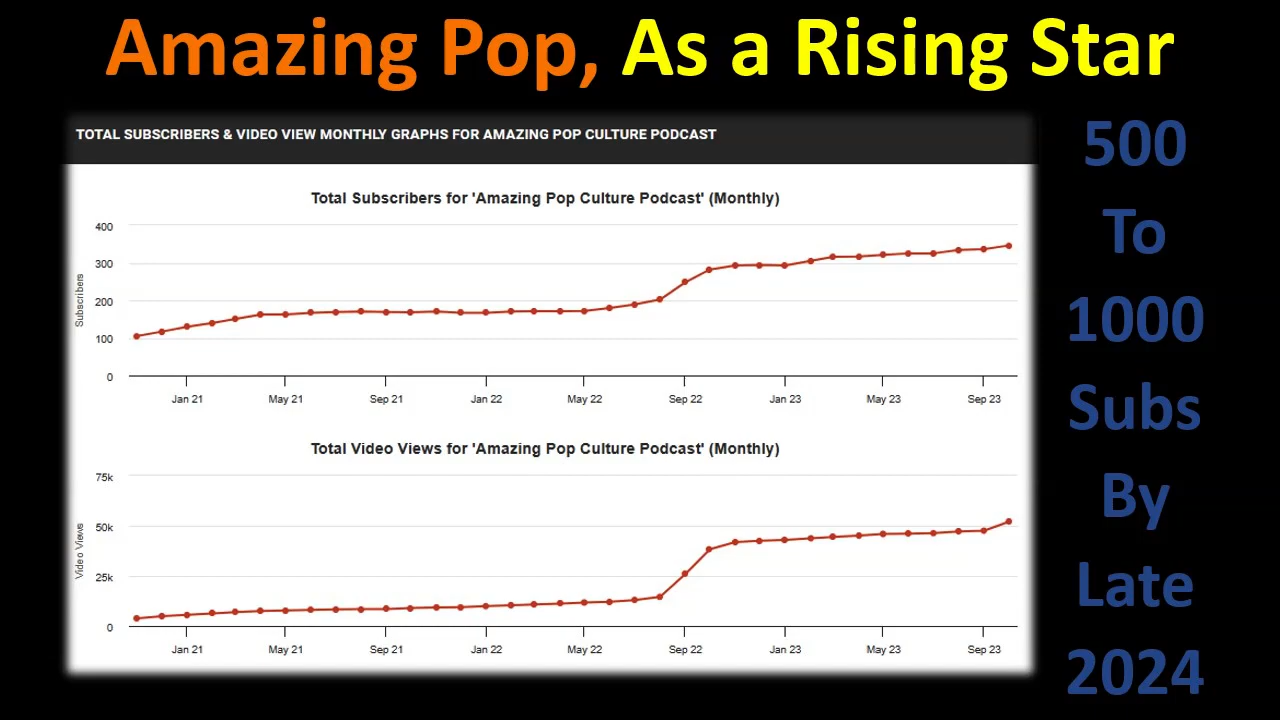 Amazing Pop, As a Rising Star
TOTAL SUBSCRIBERS & VIDEO VIEW MONTHLY GRAPHS FOR AMAZING POP CULTURE PODCAST
Total Subscribers for 'Amazing Pop Culture Podcast' (Monthly)
400
300
200
100
0
Subscribers
Jan 21 May 21 Sep 21 Jan 22 May 22 Sep 22 Jan 23 May 23 Sep 23
Total Video Views for 'Amazing Pop Culture Podcast' (Monthly)
75k
50k
25k
0
Video Views
Jan 21 May 21 Sep 21 Jan 22 May 22 Sep 22 Jan 23 May 23 Sep 23
500
To
1000
Subs
By
Late
2024